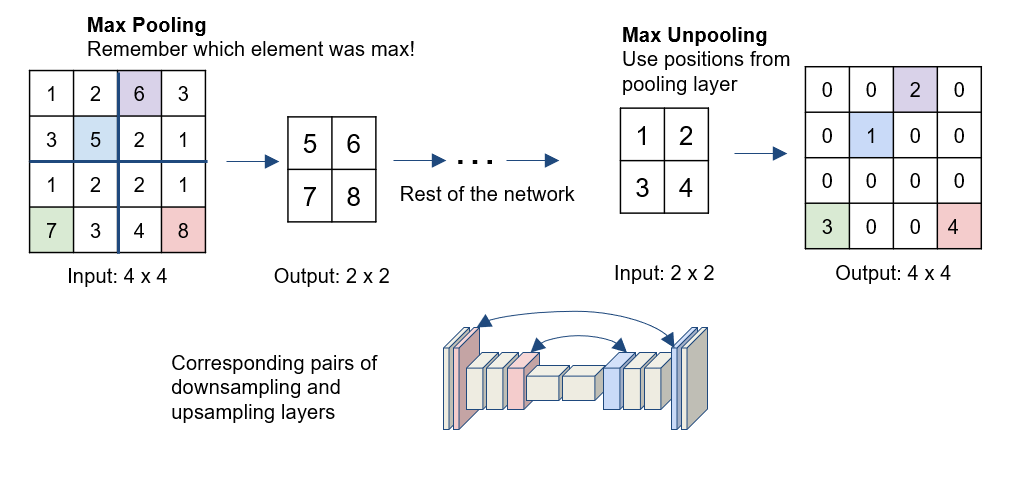 Max Pooling
Remember which element was max!
1 2 6 3
3 5 2 1
1 2 2 1
7 3 4 8
Input: 4 x 4
5 6
7 8
Output: 2 x 2
...
Rest of the network
Max Unpooling
Use positions from
pooling layer
1 2
3 4
Input: 2 x 2
0 0 2 0
0 1 0 0
0 0 0 0
3 0 0 4
Output: 4 x 4
Corresponding pairs of
downsampling and
upsampling layers